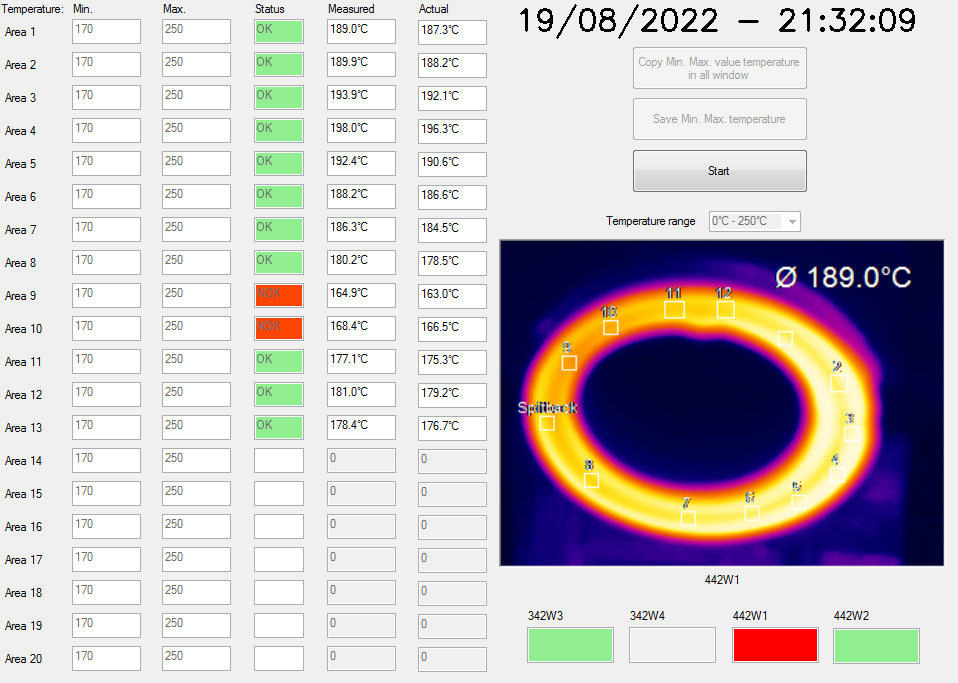 Temperature: Min. Max. Status Measured Actual
19/08/2022 - 21:32:09
Area 1 170 250 OK 189.0°C 187.3°C
Area 2 170 250 OK 189.9°C 188.2°C
Area 3 170 250 OK 193.9°C 192.1°C
Area 4 170 250 OK 198.0°C 196.3°C
Area 5 170 250 OK 192.4°C 190.6°C
Area 6 170 250 OK 188.2°C 186.6°C
Area 7 170 250 OK 186.3°C 184.5°C
Area 8 170 250 OK 180.2°C 178.5°C
Area 9 170 250 NOK 164.9°C 163.0°C
Area 10 170 250 NOK 168.4°C 166.5°C
Area 11 170 250 OK 177.1°C 175.3°C
Area 12 170 250 OK 181.0°C 179.2°C
Area 13 170 250 OK 178.4°C 176.7°C
Area 14 170 250 0 0
Area 15 170 250 0 0
Area 16 170 250 0 0
Area 17 170 250 0 0
Area 18 170 250 0 0
Area 19 170 250 0 0
Area 20 170 250 0 0
Copy Min. Max. value temperature
in all window
Save Min. Max. temperature
Start
Temperature range 0°C - 250°C
Ø 189.0°C
11 12
13
2
3
4
7
442W1
342W3 342W4 442W1 442W2